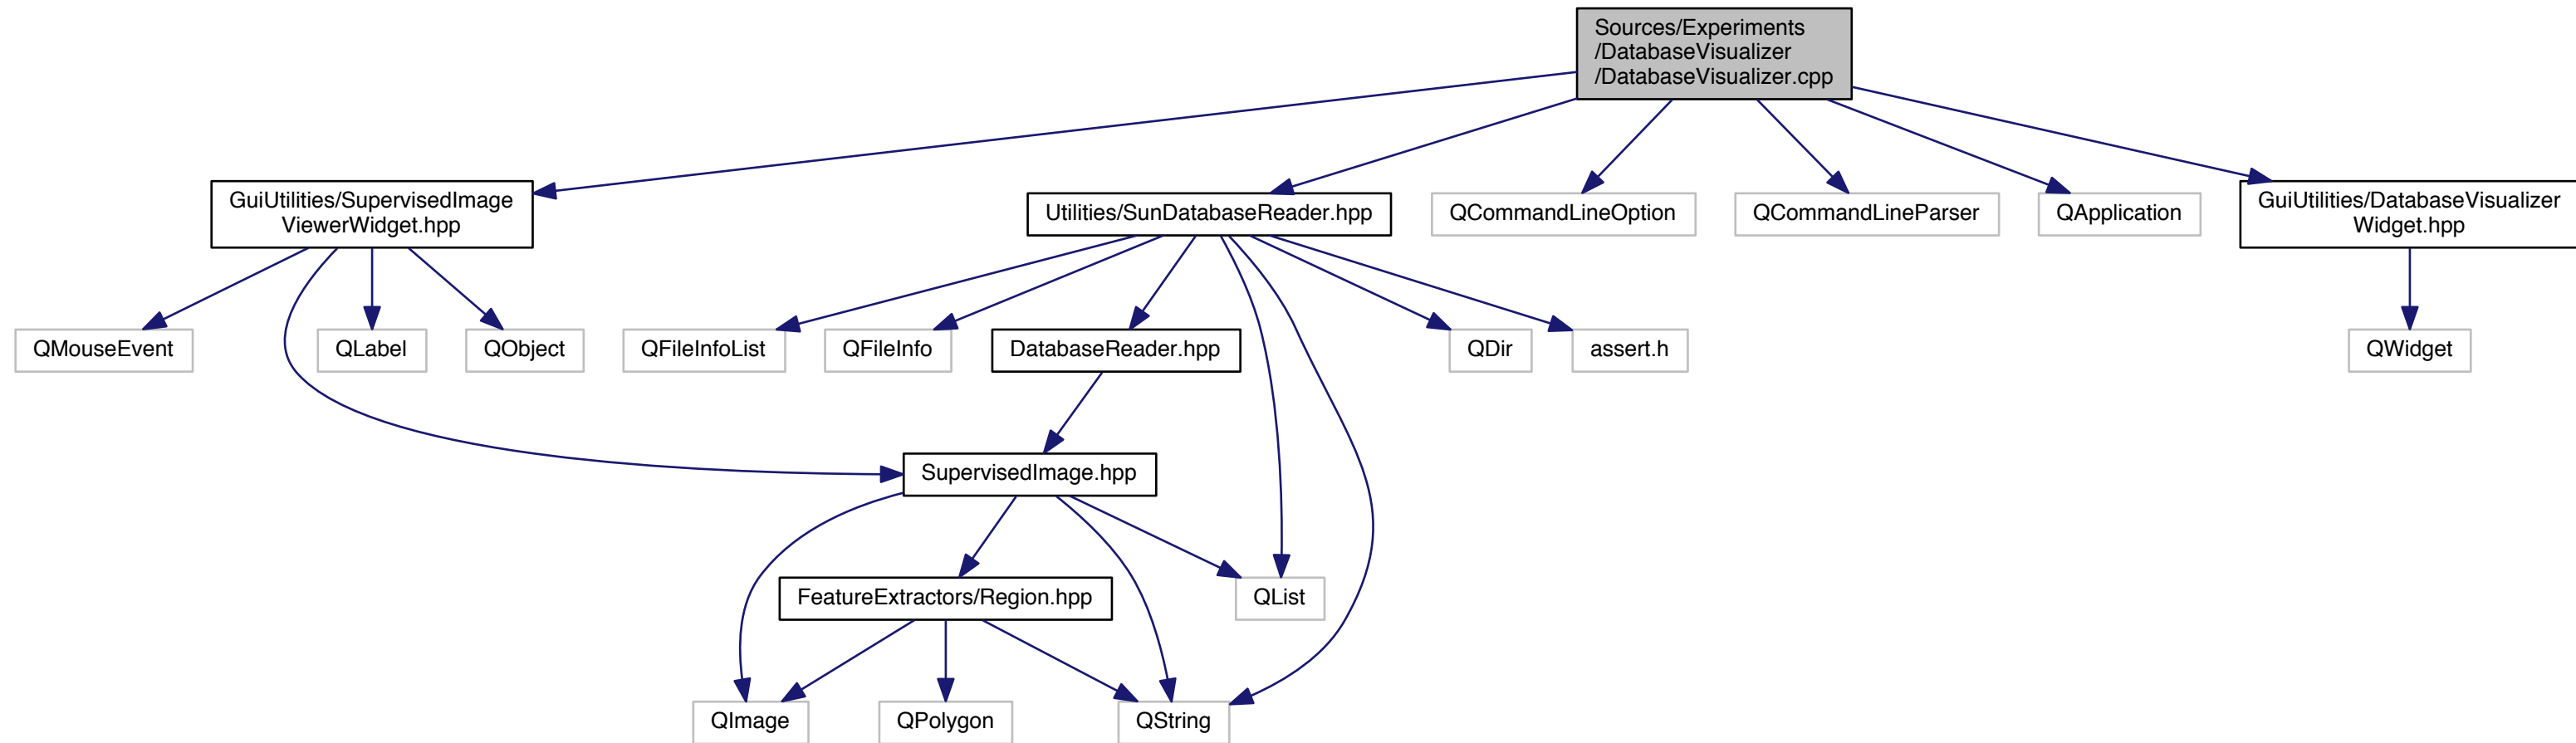 Sources/Experiments
/DatabaseVisualizer
/DatabaseVisualizer.cpp
GuiUtilities/SupervisedImage
ViewerWidget.hpp
Utilities/SunDatabaseReader.hpp
QCommandLineOption
QCommandLineParser
QApplication
GuiUtilities/DatabaseVisualizer
Widget.hpp
QMouseEvent
QLabel
QObject
QFileInfoList
QFileInfo
DatabaseReader.hpp
QDir
assert.h
QWidget
SupervisedImage.hpp
FeatureExtractors/Region.hpp
QList
QImage
QPolygon
QString